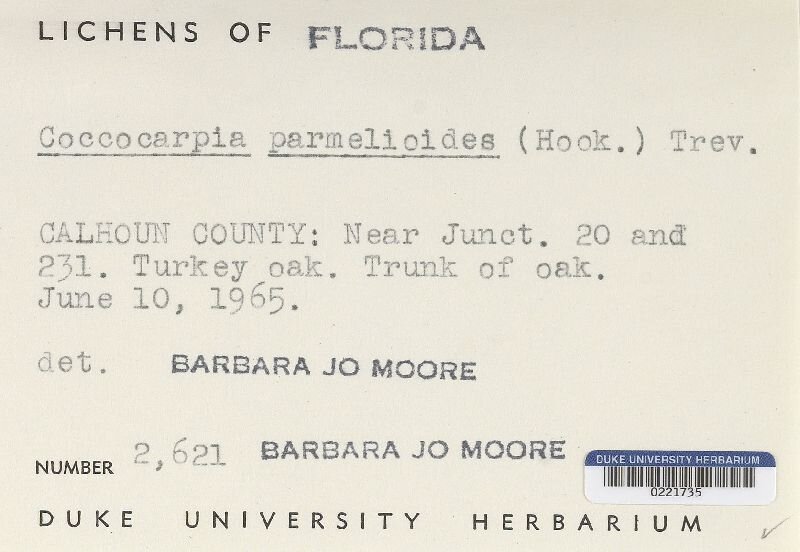 LICHENS OF FLORIDA
Coccocarpia parmelioides (Hook.) Trev.
CALHOUN COUNTY: Near Junct. 20 and
231. Turkey oak. Trunk of oak.
June 10, 1965.
det. BARBARA JO MOORE
NUMBER 2,621 BARBARA JO MOORE
DUKE UNIVERSITY HERBARIUM
0221735
DUKE UNIVERSITY HERBARIUM